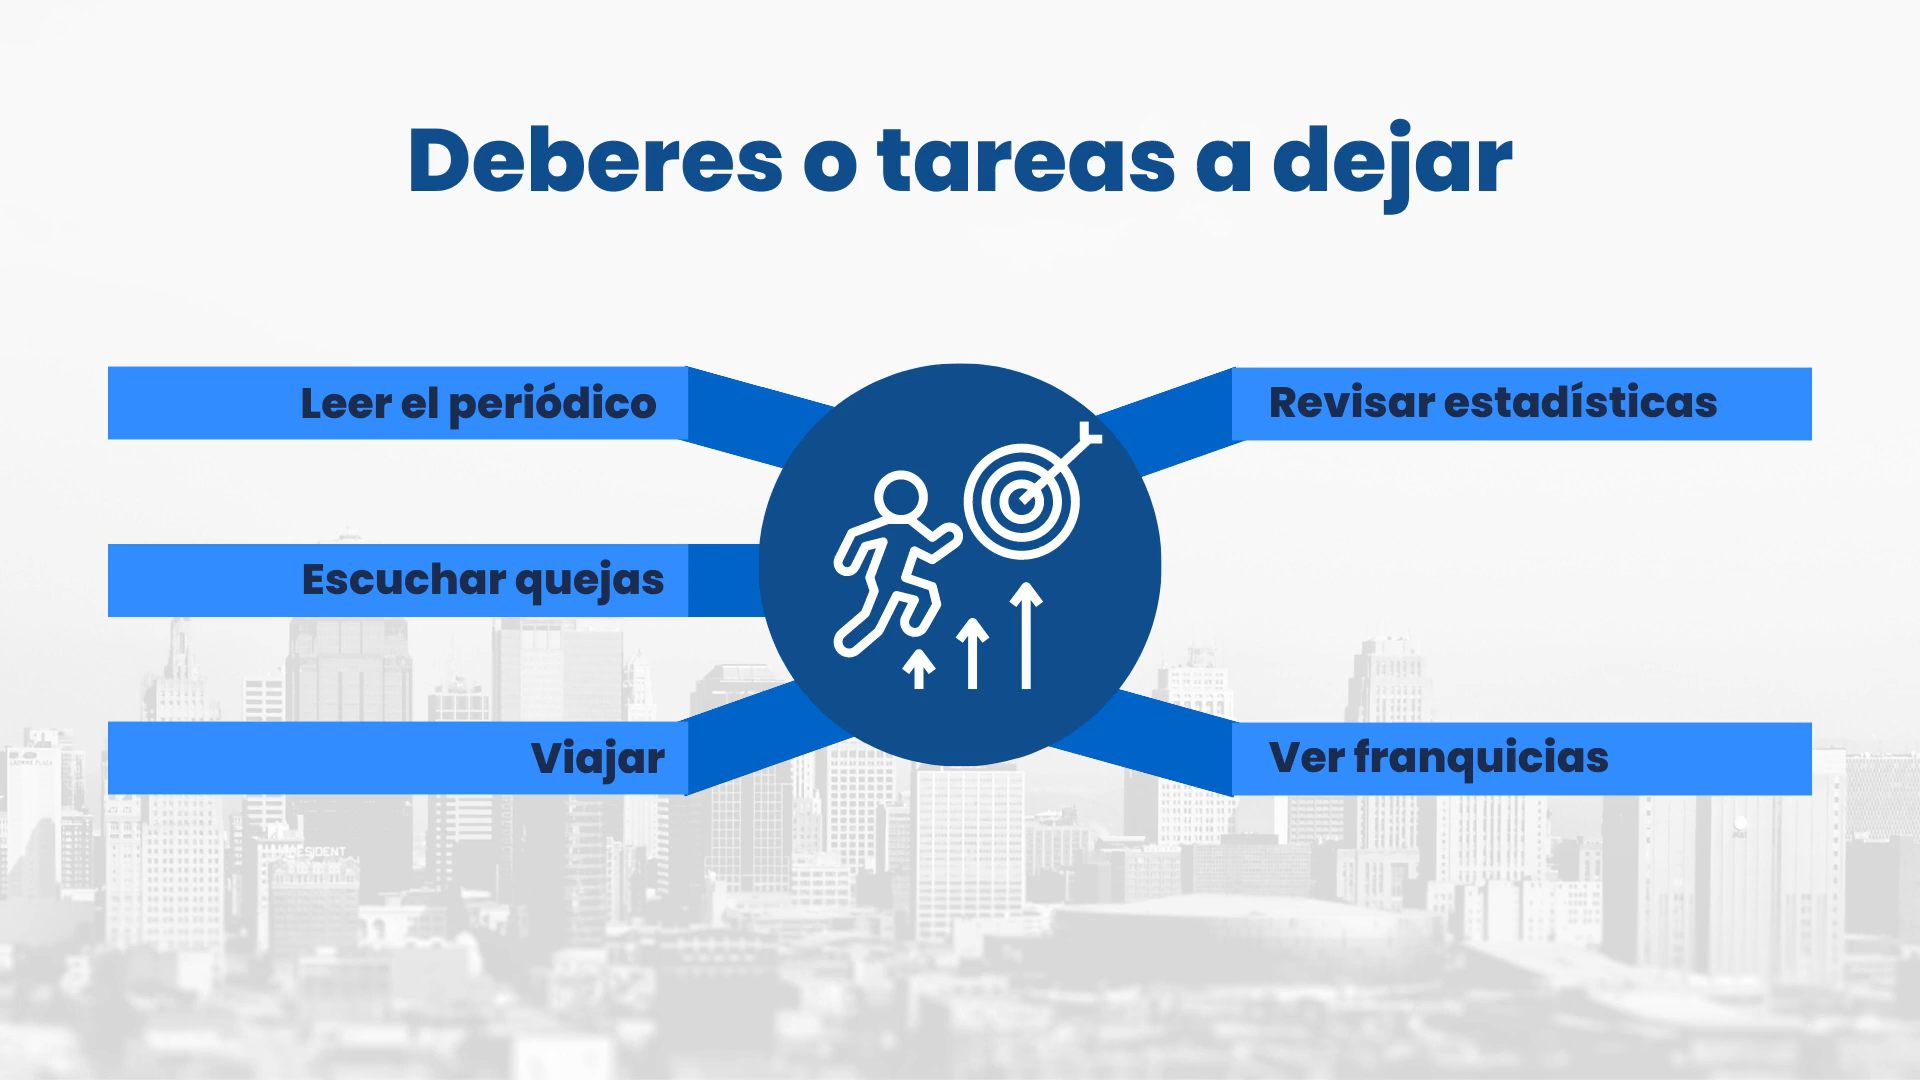 Deberes o tareas a dejar
Leer el periódico
Revisar estadísticas
Escuchar quejas
Viajar
Ver franquicias